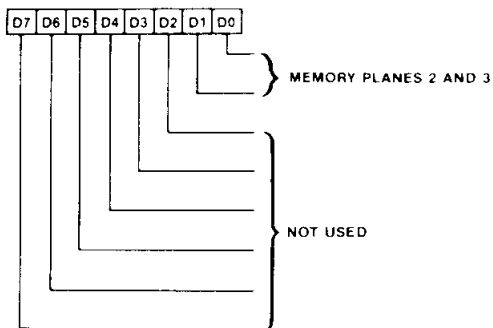 D7 D6 D5 D4 D3 D2 D1 D0
MEMORY PLANES 2 AND 3
NOT USED